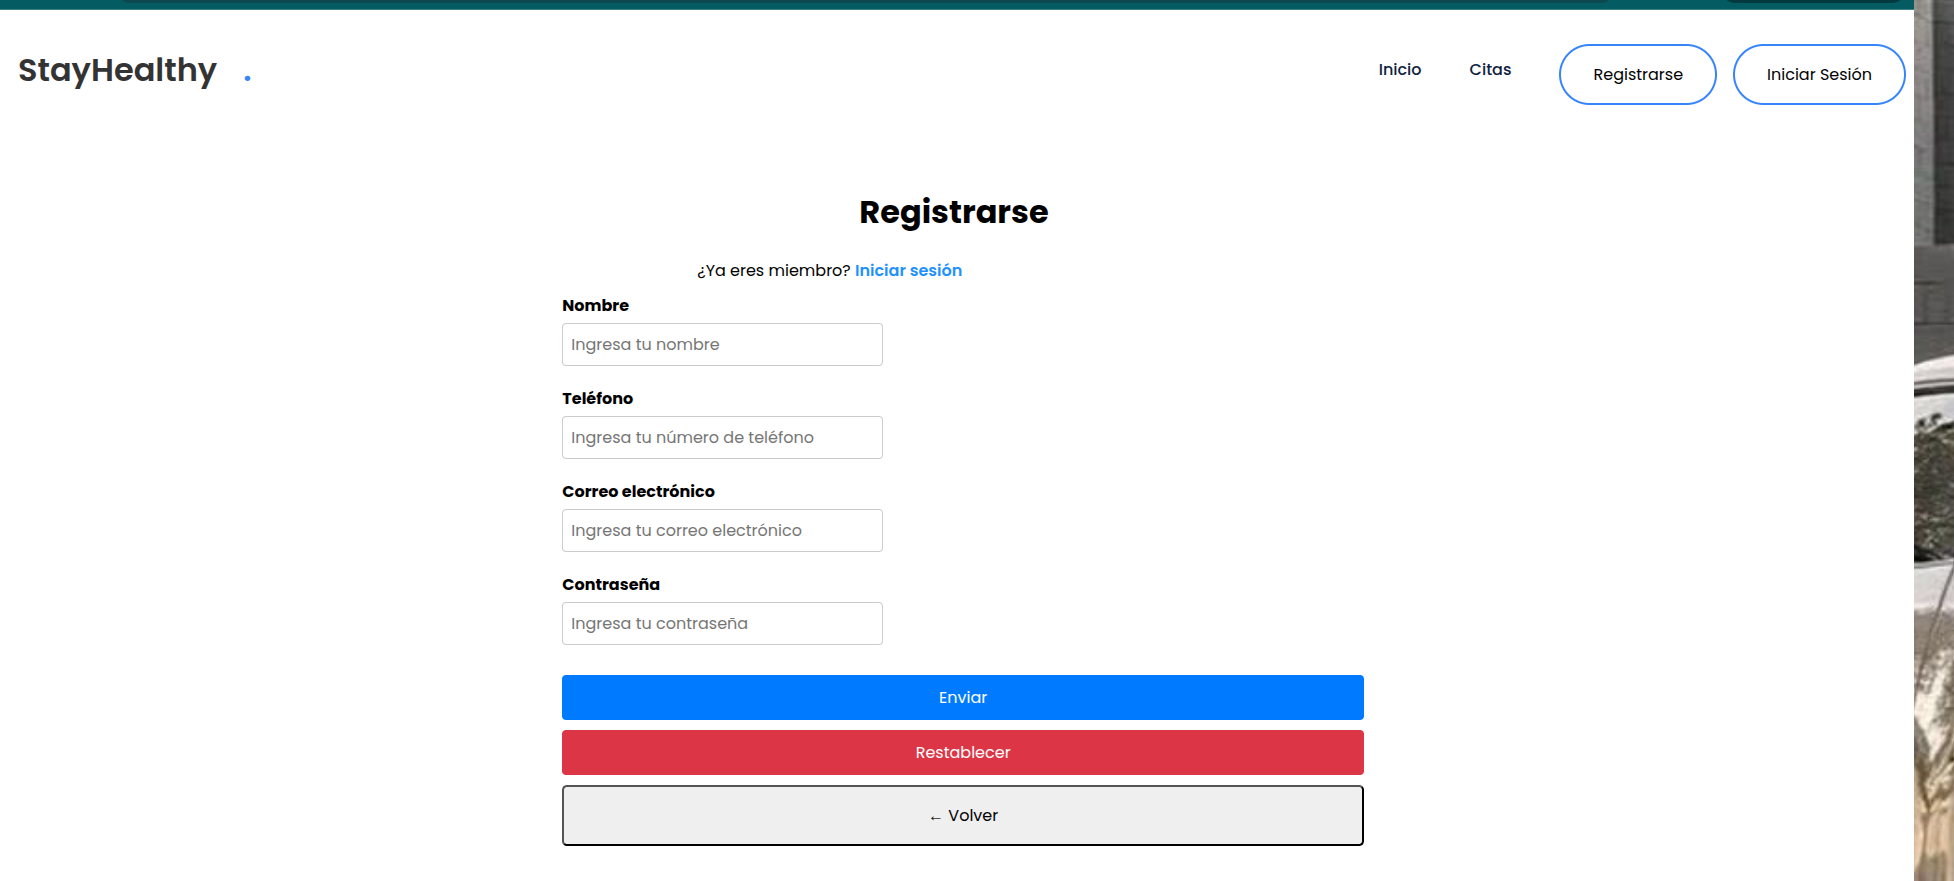 StayHealthy .
Inicio Citas Registrarse Iniciar Sesión
Registrarse
¿Ya eres miembro? Iniciar sesión
Nombre
Ingresa tu nombre
Teléfono
Ingresa tu número de teléfono
Correo electrónico
Ingresa tu correo electrónico
Contraseña
Ingresa tu contraseña
Enviar
Restablecer
← Volver